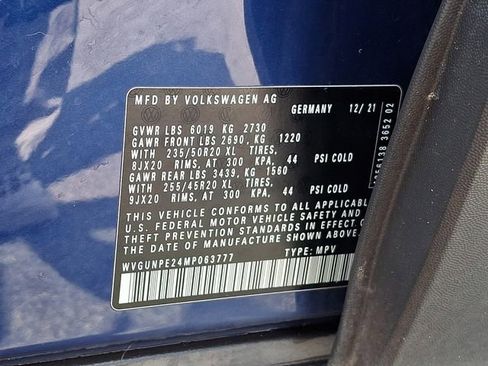 MFD BY VOLKSWAGEN AG
GERMANY 12/21
GVWR LBS 6019 KG 2730
GAWR FRONT LBS 2690, KG 1220
WITH 235/50R20 XL TIRES,
8JX20 RIMS, AT 300 KPA, 44 PSI COLD
GAWR REAR LBS 3439, KG 1560
WITH 255/45R20 XL TIRES,
9JX20 RIMS, AT 300 KPA, 44 PSI COLD
THIS VEHICLE CONFORMS TO ALL APPLICABLE
U.S. FEDERAL MOTOR VEHICLE SAFETY AND
THEFT PREVENTION STANDARDS IN EFFECT
THE DATE OF MANUFACTURE
WVGUNPE24MP063777 TYPE: MPV
3652 02